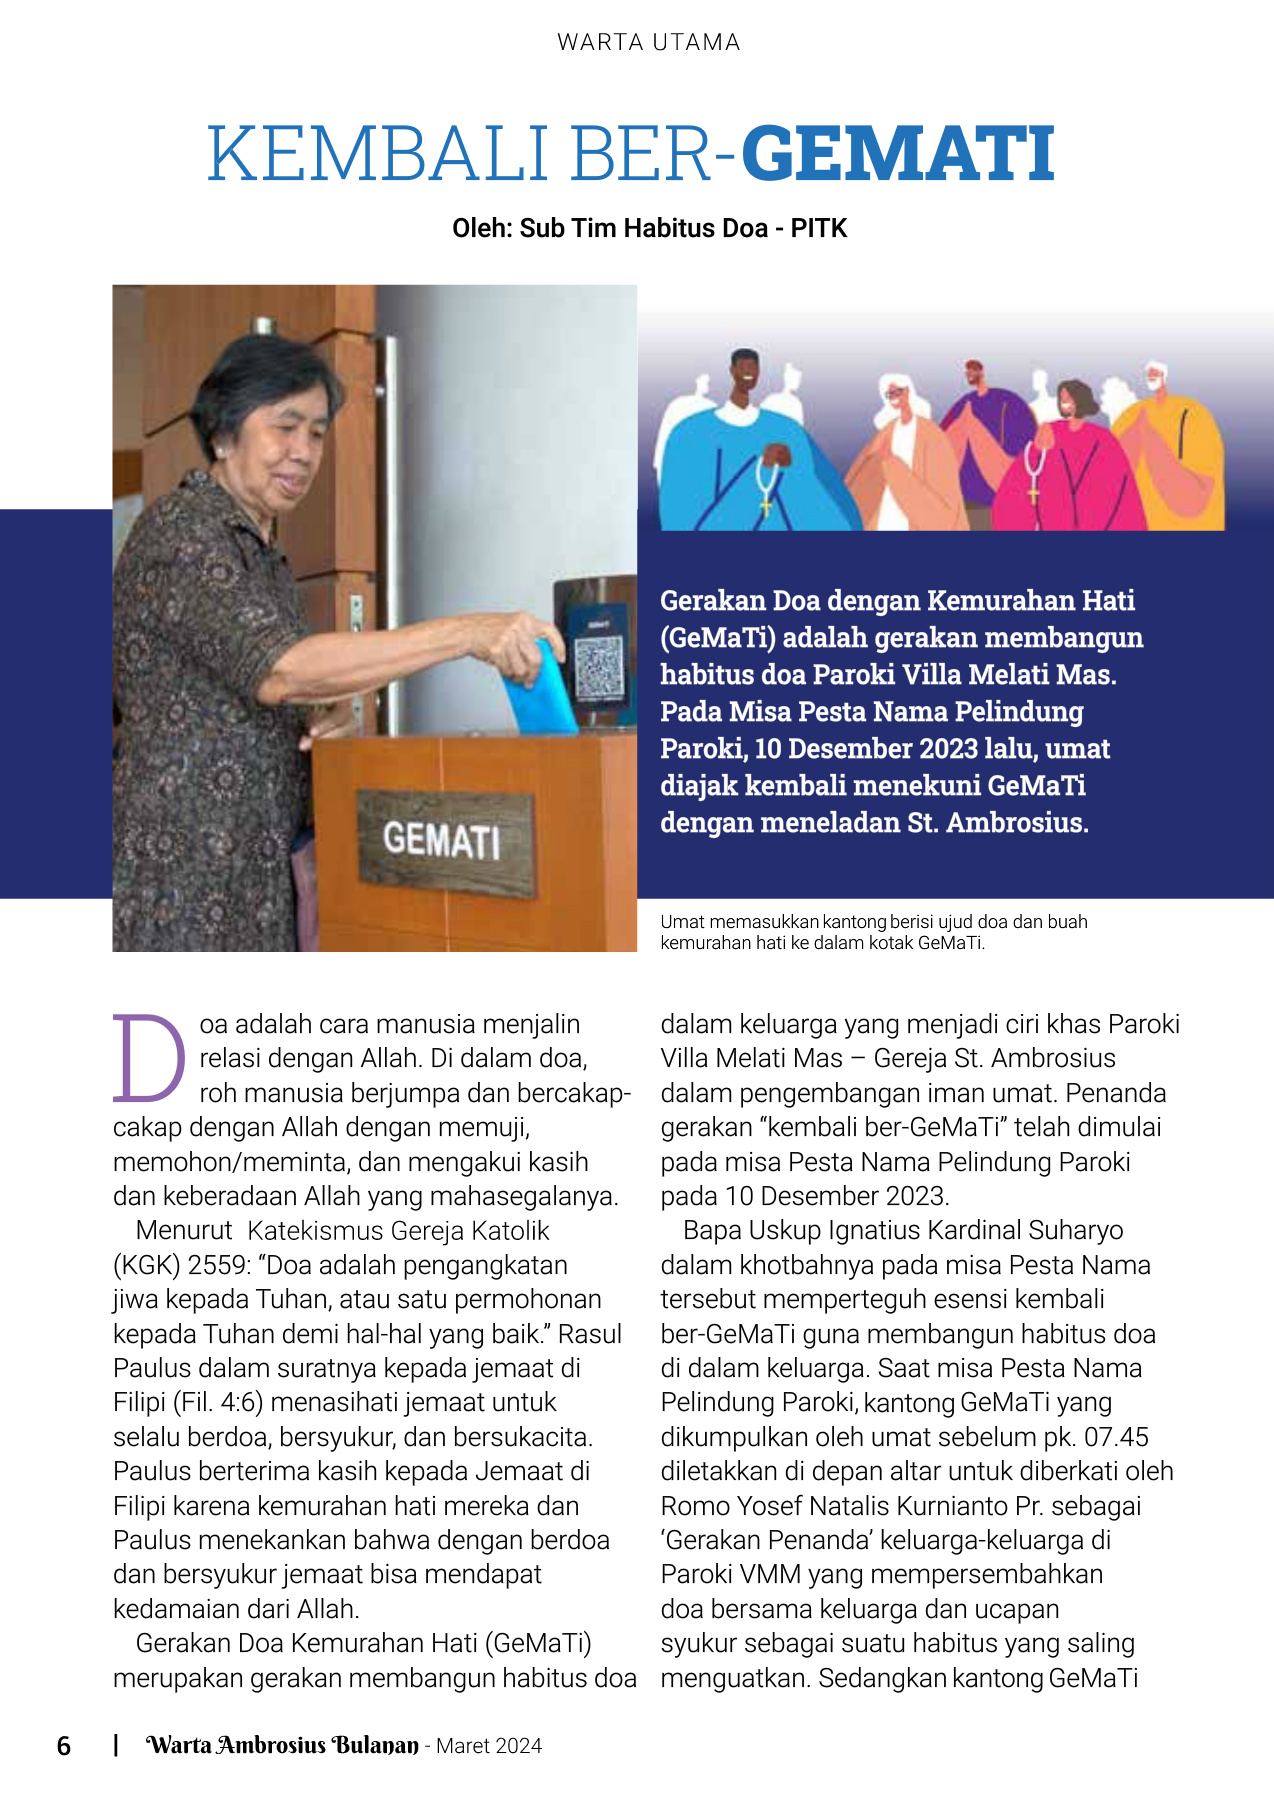 WARTA UTAMA
KEMBALI BER-GEMATI
Oleh: Sub Tim Habitus Doa - PITK
GEMATI
Gerakan Doa dengan Kemurahan Hati
(GeMaTi) adalah gerakan membangun
habitus doa Paroki Villa Melati Mas.
Pada Misa Pesta Nama Pelindung
Paroki, 10 Desember 2023 lalu, umat
diajak kembali menekuni GeMaTi
dengan meneladan St. Ambrosius.
Umat memasukkan kantong berisi ujud doa dan buah
kemurahan hati ke dalam kotak GeMaTi.
Doa adalah cara manusia menjalin
relasi dengan Allah. Di dalam doa,
roh manusia berjumpa dan bercakap-
cakap dengan Allah dengan memuji,
memohon/meminta, dan mengakui kasih
dan keberadaan Allah yang mahasegalanya.
Menurut Katekismus Gereja Katolik
(KGK) 2559: “Doa adalah pengangkatan
jiwa kepada Tuhan, atau satu permohonan
kepada Tuhan demi hal-hal yang baik.” Rasul
Paulus dalam suratnya kepada jemaat di
Filipi (Fil. 4:6) menasihati jemaat untuk
selalu berdoa, bersyukur, dan bersukacita.
Paulus berterima kasih kepada Jemaat di
Filipi karena kemurahan hati mereka dan
Paulus menekankan bahwa dengan berdoa
dan bersyukur jemaat bisa mendapat
kedamaian dari Allah.
Gerakan Doa Kemurahan Hati (GeMaTi)
merupakan gerakan membangun habitus doa
dalam keluarga yang menjadi ciri khas Paroki
Villa Melati Mas – Gereja St. Ambrosius
dalam pengembangan iman umat. Penanda
gerakan “kembali ber-GeMaTi” telah dimulai
pada misa Pesta Nama Pelindung Paroki
pada 10 Desember 2023.
Bapa Uskup Ignatius Kardinal Suharyo
dalam khotbahnya pada misa Pesta Nama
tersebut memperteguh esensi kembali
ber-GeMaTi guna membangun habitus doa
di dalam keluarga. Saat misa Pesta Nama
Pelindung Paroki, kantong GeMaTi yang
dikumpulkan oleh umat sebelum pk. 07.45
diletakkan di depan altar untuk diberkati oleh
Romo Yosef Natalis Kurnianto Pr. sebagai
‘Gerakan Penanda’ keluarga-keluarga di
Paroki VMM yang mempersembahkan
doa bersama keluarga dan ucapan
syukur sebagai suatu habitus yang saling
menguatkan. Sedangkan kantong GeMaTi
6 | Warta Ambrosius Bulanan - Maret 2024